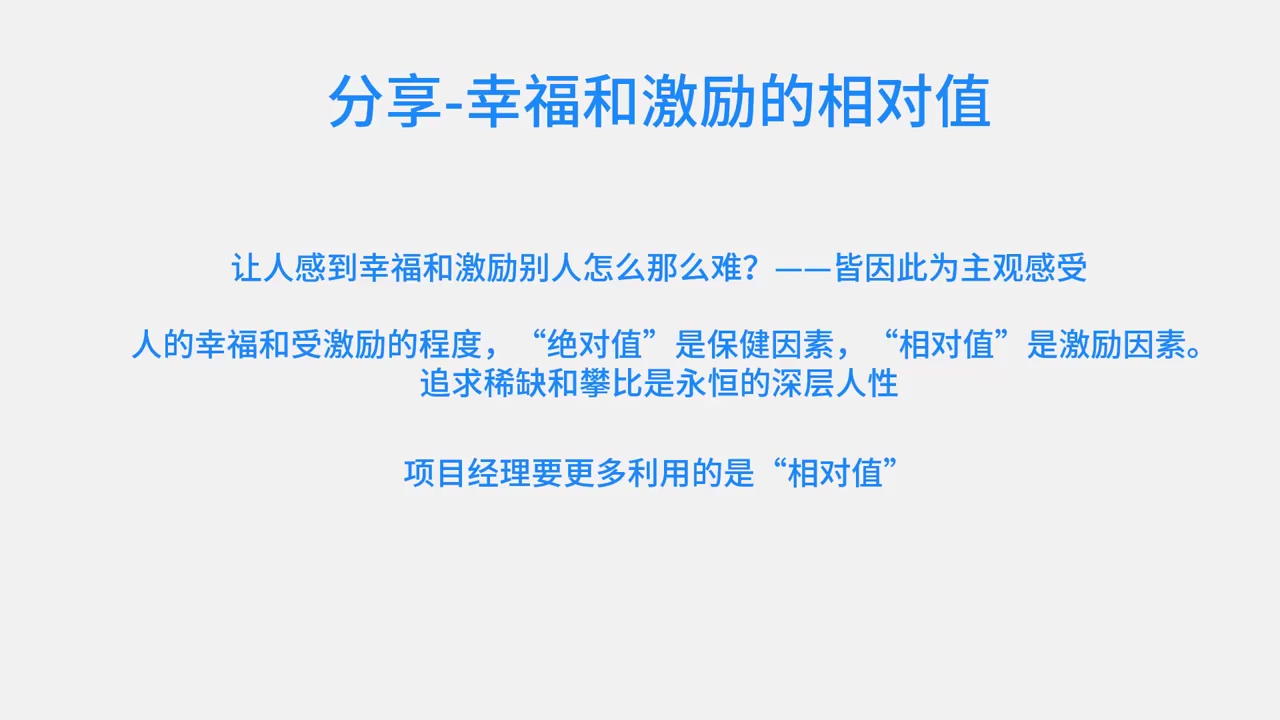 分享-幸福和激励的相对值
让人感到幸福和激励别人怎么那么难？——皆因此为主观感受
人的幸福和受激励的程度，“绝对值”是保健因素，“相对值”是激励因素。
追求稀缺和攀比是永恒的深层人性
项目经理要更多利用的是“相对值”